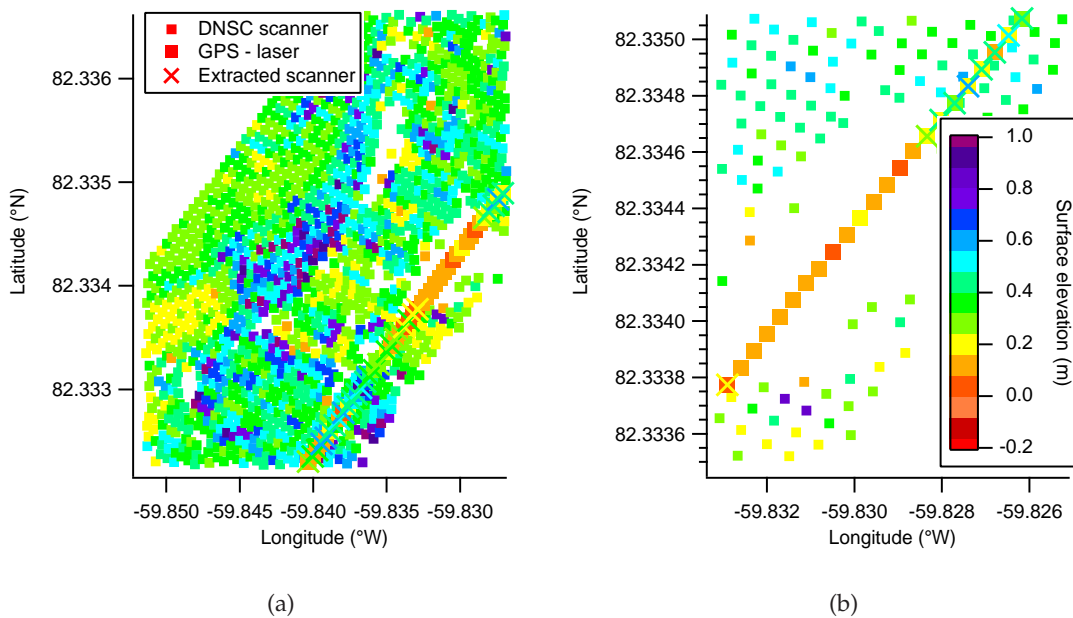 DNSC scanner
GPS - laser
Extracted scanner
82.336
82.335
82.334
82.333
Latitude (°N)
-59.850
-59.845
-59.840
-59.835
-59.830
Longitude (°W)
(a)
82.3350
82.3348
82.3346
82.3344
82.3342
82.3340
82.3338
82.3336
Latitude (°N)
-59.832
-59.830
-59.828
-59.826
Longitude (°W)
1.0
0.8
0.6
0.4
0.2
0.0
-0.2
Surface elevation (m)
(b)